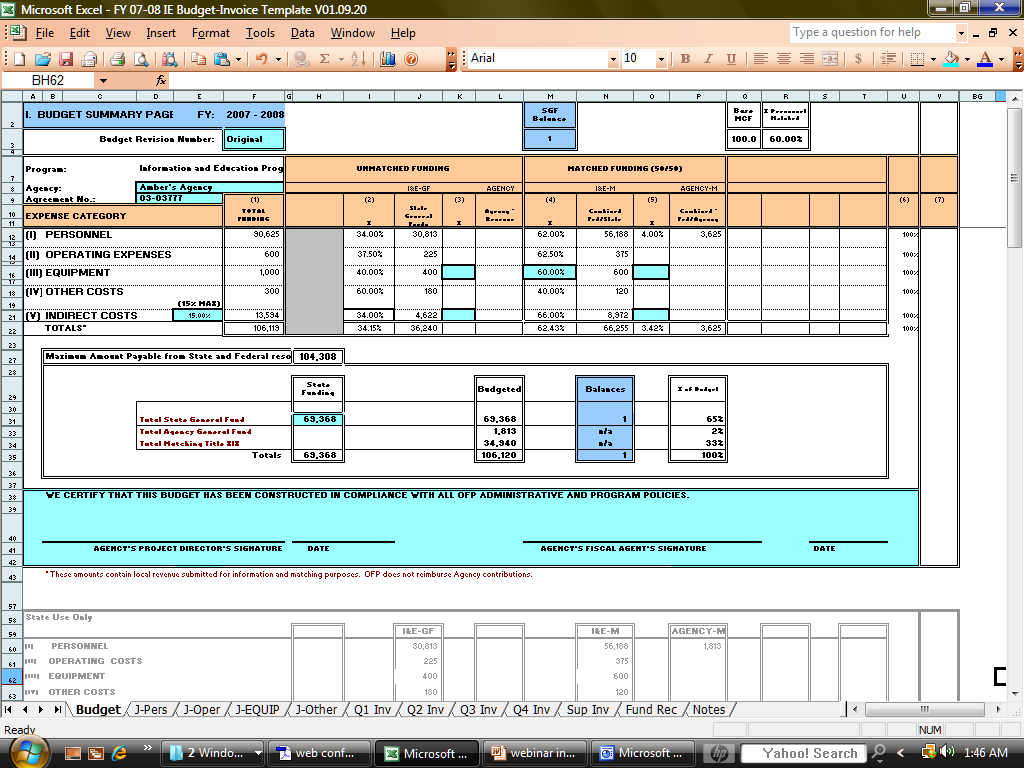 Microsoft Excel - FY 07-08 IE Budget-Invoice Template V01.09.20
File Edit View Insert Format Tools Data Window Help Type a question for help
Arial 10 B I U $ A
BH62 fx
A B C D E F G H I J K L M N O P Q R S T U V BG
I. BUDGET SUMMARY PAGE FY: 2007 - 2008 SGF Balance Base MCF % Personnel Matched
Budget Revision Number: Original 1 100.0 60.00%
Program: Information and Education Prog UNMATCHED FUNDING MATCHED FUNDING (50/50)
Agency: Amber's Agency I&E-GF AGENCY I&E-M AGENCY-M
Agreement No.: 03-03777 (1) (2) (3) (4) (5) (6) (7)
EXPENSE CATEGORY TOTAL FUNDING % State General Funds % Agency * Revenue % Combined Fed/State % Combined * Fed/Agency
(I) PERSONNEL 90,625 34.00% 30,813 62.00% 56,188 4.00% 3,625 100%
(II) OPERATING EXPENSES 600 37.50% 225 62.50% 375 100%
(III) EQUIPMENT 1,000 40.00% 400 60.00% 600 100%
(IV) OTHER COSTS 300 60.00% 180 40.00% 120 100%
(15% MAX)
(V) INDIRECT COSTS 15.00% 13,594 34.00% 4,622 66.00% 8,972 100%
TOTALS* 106,119 34.15% 36,240 62.43% 66,255 3.42% 3,625 100%
Maximum Amount Payable from State and Federal reso 104,308
State Funding Budgeted Balances % of Budget
Total State General Fund 69,368 69,368 1 65%
Total Agency General Fund 1,813 n/a 2%
Total Matching Title XIX 34,940 n/a 33%
Totals 69,368 106,120 1 100%
WE CERTIFY THAT THIS BUDGET HAS BEEN CONSTRUCTED IN COMPLIANCE WITH ALL OFP ADMINISTRATIVE AND PROGRAM POLICIES.
AGENCY'S PROJECT DIRECTOR'S SIGNATURE DATE AGENCY'S FISCAL AGENT'S SIGNATURE DATE
*These amounts contain local revenue submitted for information and matching purposes. OFP does not reimburse Agency contributions.
State Use Only
I&E-GF I&E-M AGENCY-M
(I) PERSONNEL 30,813 56,188 1,813
(II) OPERATING COSTS 225 375
(III) EQUIPMENT 400 600
(IV) OTHER COSTS 180 120
Budget J-Pers J-Oper J-EQUIP J-Other Q1 Inv Q2 Inv Q3 Inv Q4 Inv Sup Inv Fund Rec Notes
Ready NUM
2 Windo... web conf... Microsoft ... webinar in... Microsoft ... hp Yahoo! Search 1:46 AM